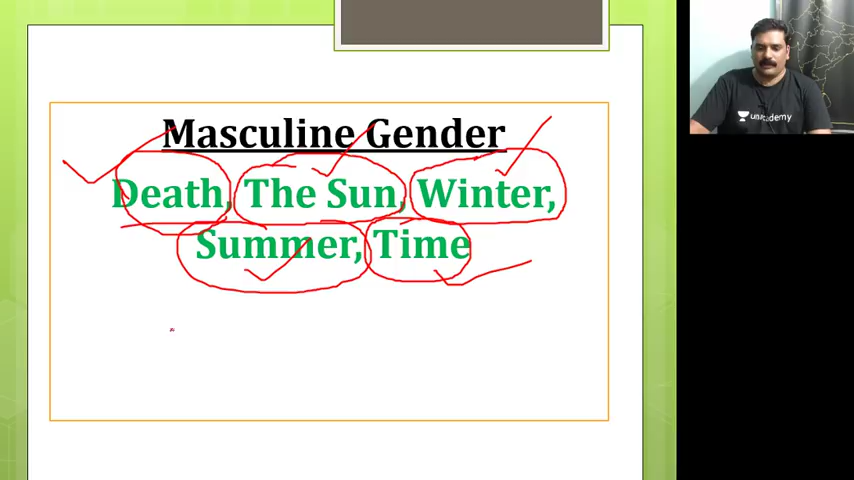 Masculine Gender
Death, The Sun, Winter,
Summer, Time
unacademy